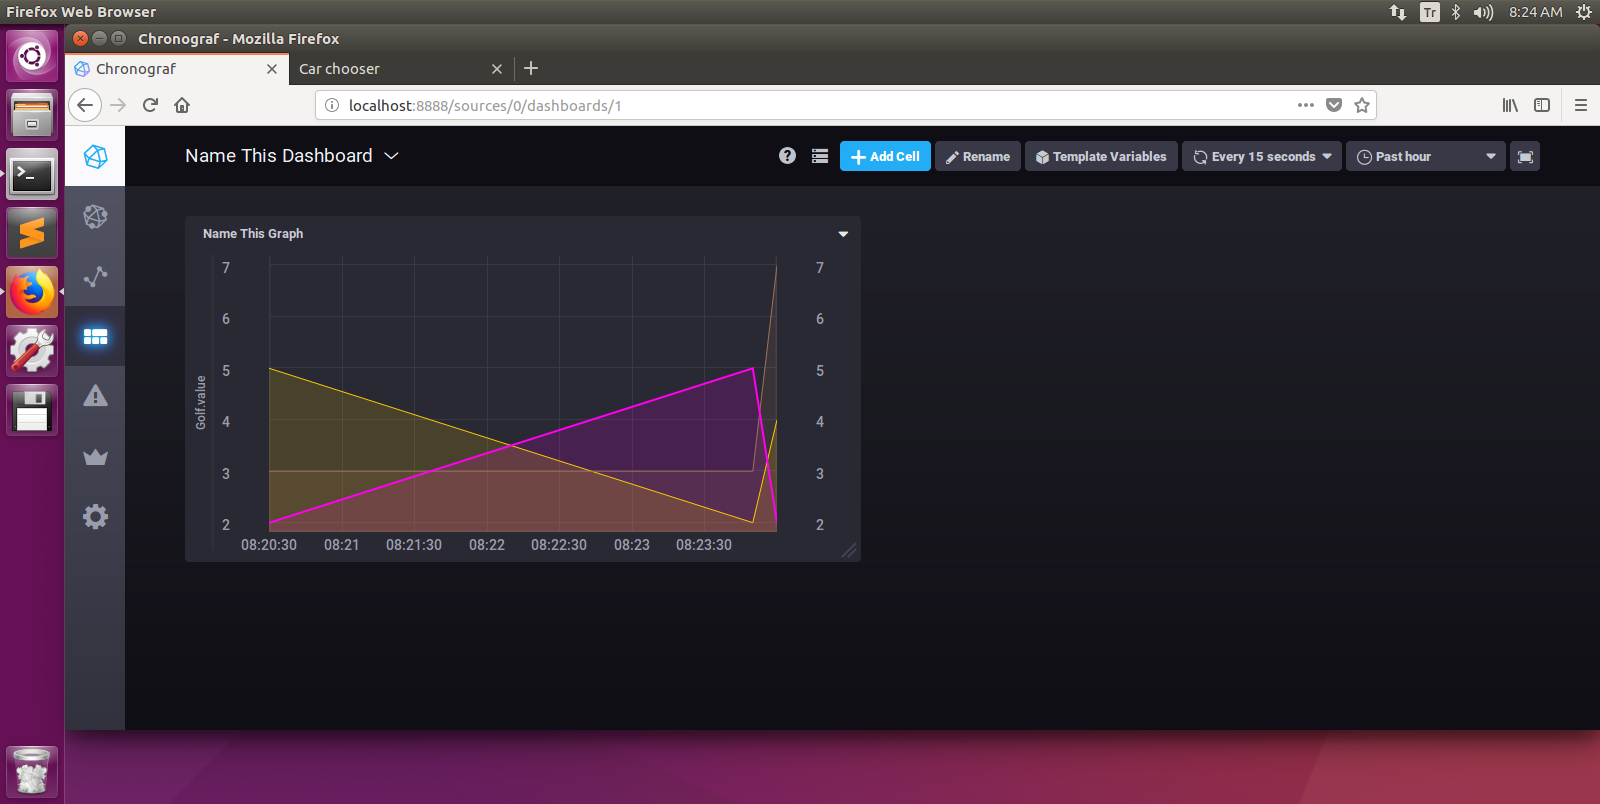 Firefox Web Browser
Tr
8:24 AM
Chronograf - Mozilla Firefox
Chronograf
Car chooser
localhost:8888/sources/0/dashboards/1
Name This Dashboard
Add Cell
Rename
Template Variables
Every 15 seconds
Past hour
Name This Graph
7
6
5
4
3
2
Golf.value
7
6
5
4
3
2
08:20:30 08:21 08:21:30 08:22 08:22:30 08:23 08:23:30